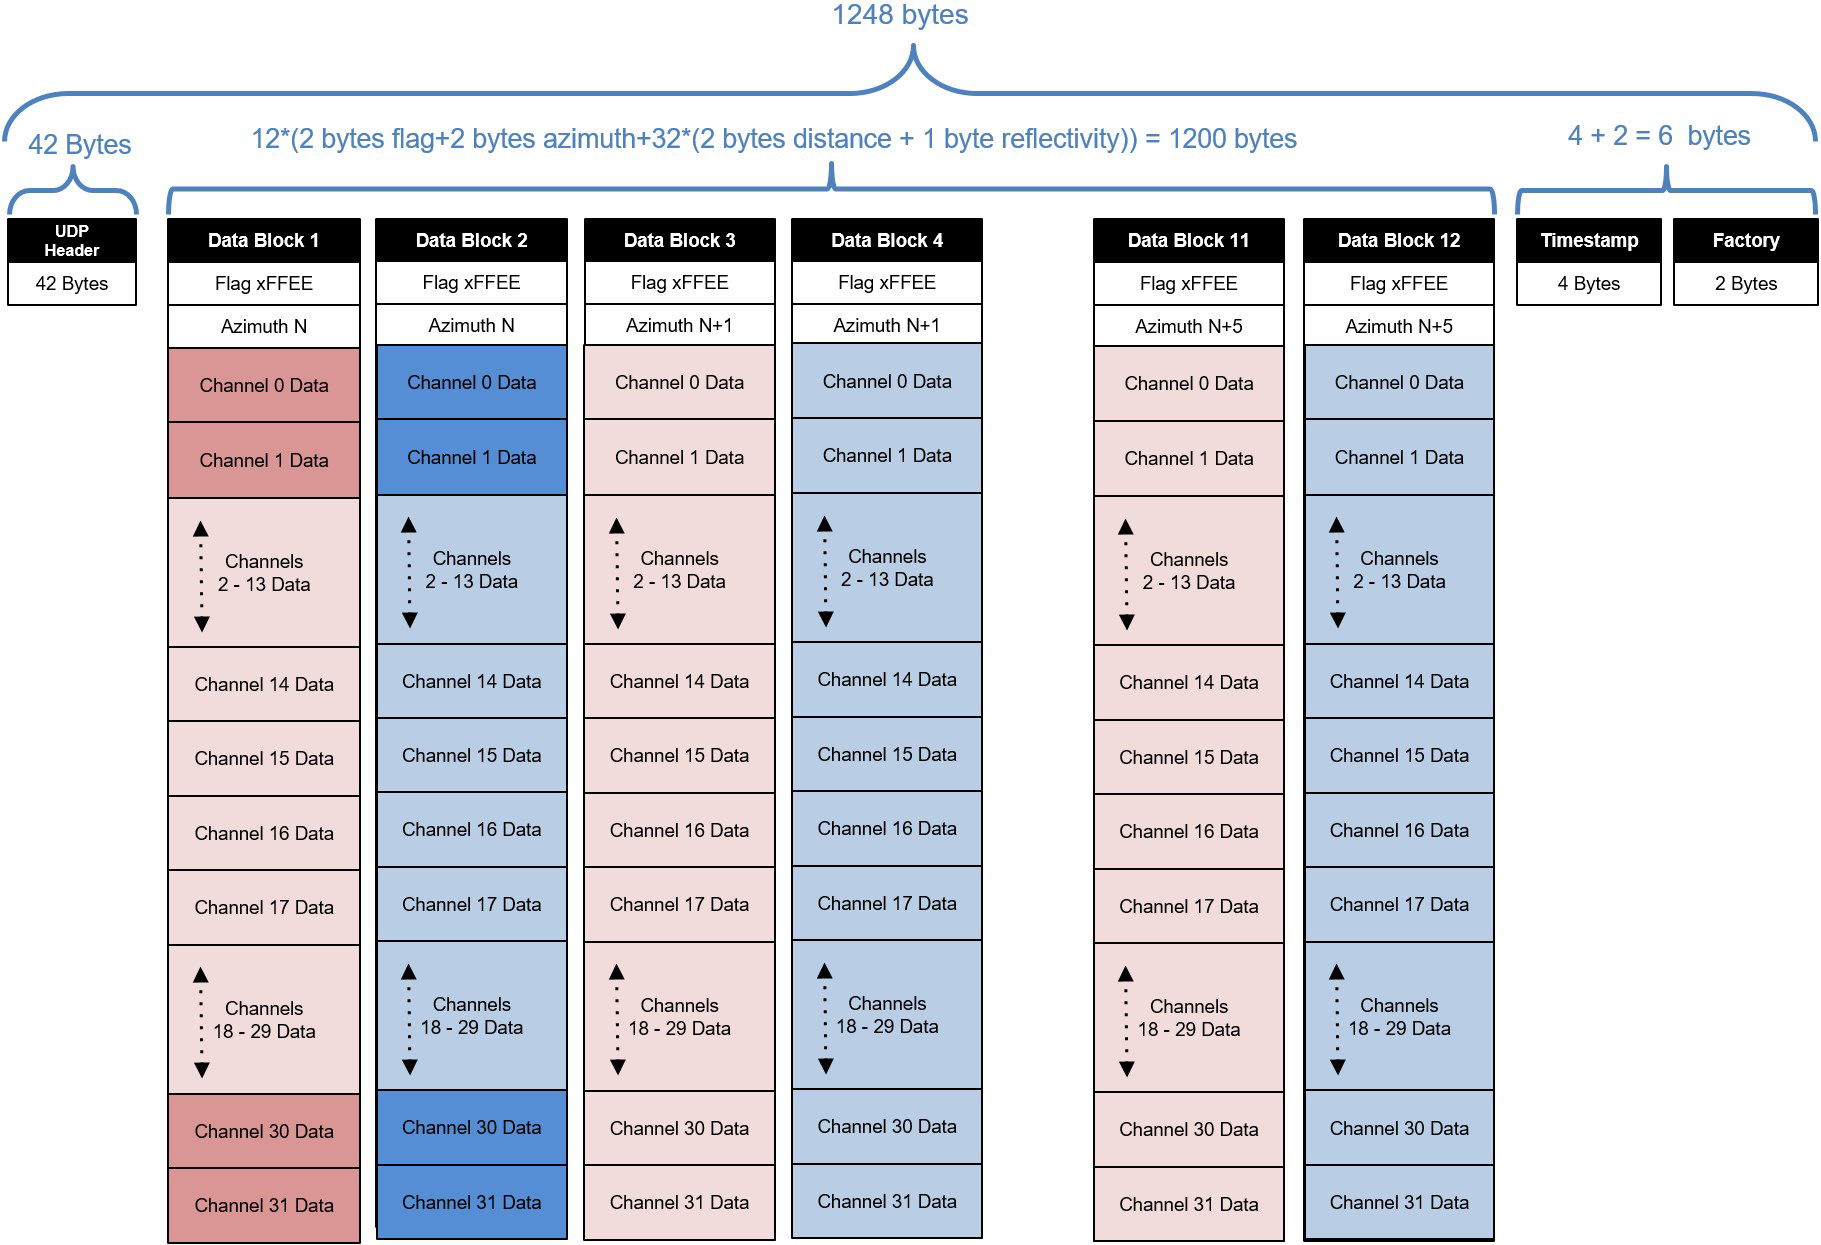 1248 bytes
42 Bytes
12*(2 bytes flag+2 bytes azimuth+32*(2 bytes distance + 1 byte reflectivity)) = 1200 bytes
4 + 2 = 6  bytes
UDP
Header
42 Bytes
Data Block 1
Flag xFFEE
Azimuth N
Channel 0 Data
Channel 1 Data
Channels
2 - 13 Data
Channel 14 Data
Channel 15 Data
Channel 16 Data
Channel 17 Data
Channels
18 - 29 Data
Channel 30 Data
Channel 31 Data
Data Block 2
Flag xFFEE
Azimuth N
Channel 0 Data
Channel 1 Data
Channels
2 - 13 Data
Channel 14 Data
Channel 15 Data
Channel 16 Data
Channel 17 Data
Channels
18 - 29 Data
Channel 30 Data
Channel 31 Data
Data Block 3
Flag xFFEE
Azimuth N+1
Channel 0 Data
Channel 1 Data
Channels
2 - 13 Data
Channel 14 Data
Channel 15 Data
Channel 16 Data
Channel 17 Data
Channels
18 - 29 Data
Channel 30 Data
Channel 31 Data
Data Block 4
Flag xFFEE
Azimuth N+1
Channel 0 Data
Channel 1 Data
Channels
2 - 13 Data
Channel 14 Data
Channel 15 Data
Channel 16 Data
Channel 17 Data
Channels
18 - 29 Data
Channel 30 Data
Channel 31 Data
Data Block 11
Flag xFFEE
Azimuth N+5
Channel 0 Data
Channel 1 Data
Channels
2 - 13 Data
Channel 14 Data
Channel 15 Data
Channel 16 Data
Channel 17 Data
Channels
18 - 29 Data
Channel 30 Data
Channel 31 Data
Data Block 12
Flag xFFEE
Azimuth N+5
Channel 0 Data
Channel 1 Data
Channels
2 - 13 Data
Channel 14 Data
Channel 15 Data
Channel 16 Data
Channel 17 Data
Channels
18 - 29 Data
Channel 30 Data
Channel 31 Data
Timestamp
4 Bytes
Factory
2 Bytes